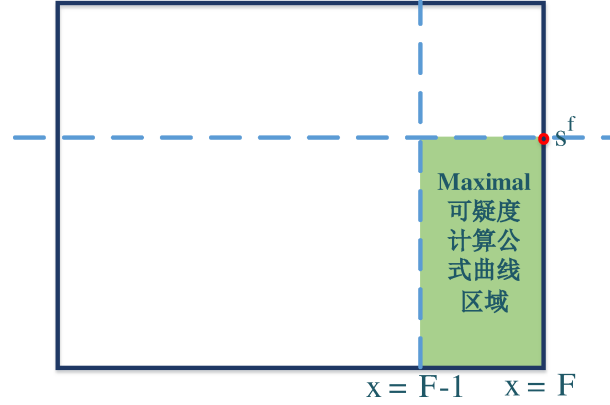 s^f
Maximal
可疑度
计算公
式曲线
区域
x = F-1
x = F